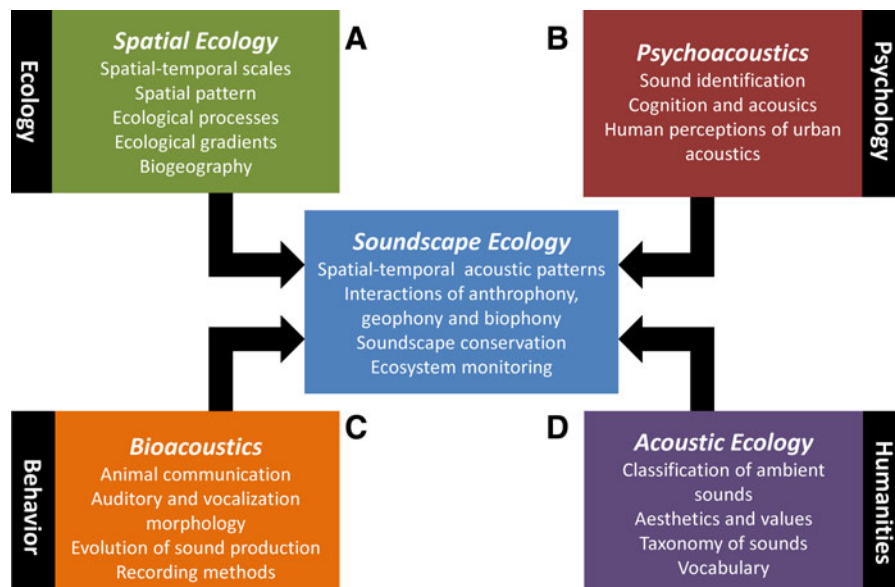 Ecology
Spatial Ecology
Spatial-temporal scales
Spatial pattern
Ecological processes
Ecological gradients
Biogeography
A
B
Psychoacoustics
Sound identification
Cognition and acousics
Human perceptions of urban
acoustics
Psychology
Soundscape Ecology
Spatial-temporal acoustic patterns
Interactions of anthrophony,
geophony and biophony
Soundscape conservation
Ecosystem monitoring
Behavior
Bioacoustics
Animal communication
Auditory and vocalization
morphology
Evolution of sound production
Recording methods
C
D
Acoustic Ecology
Classification of ambient
sounds
Aesthetics and values
Taxonomy of sounds
Vocabulary
Humanities